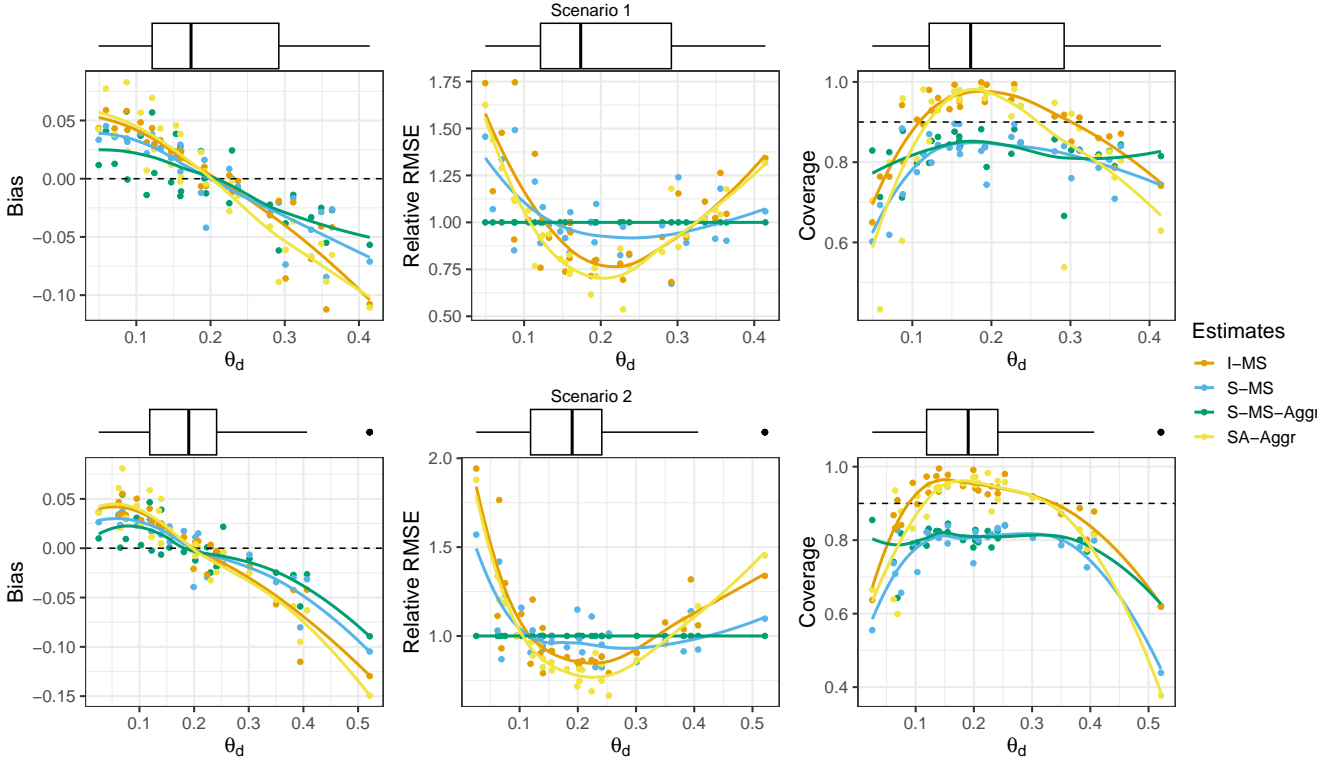 Scenario 1
Bias
0.05
0.00
−0.05
−0.10
0.1 0.2 0.3 0.4
θd
Relative RMSE
1.75
1.50
1.25
1.00
0.75
0.50
0.1 0.2 0.3 0.4
θd
Coverage
1.0
0.8
0.6
0.1 0.2 0.3 0.4
θd
Estimates
I−MS
S−MS
S−MS−Aggr
SA−Aggr
Scenario 2
Bias
0.05
0.00
−0.05
−0.10
−0.15
0.1 0.2 0.3 0.4 0.5
θd
Relative RMSE
2.0
1.5
1.0
0.1 0.2 0.3 0.4 0.5
θd
Coverage
1.0
0.8
0.6
0.4
0.1 0.2 0.3 0.4 0.5
θd